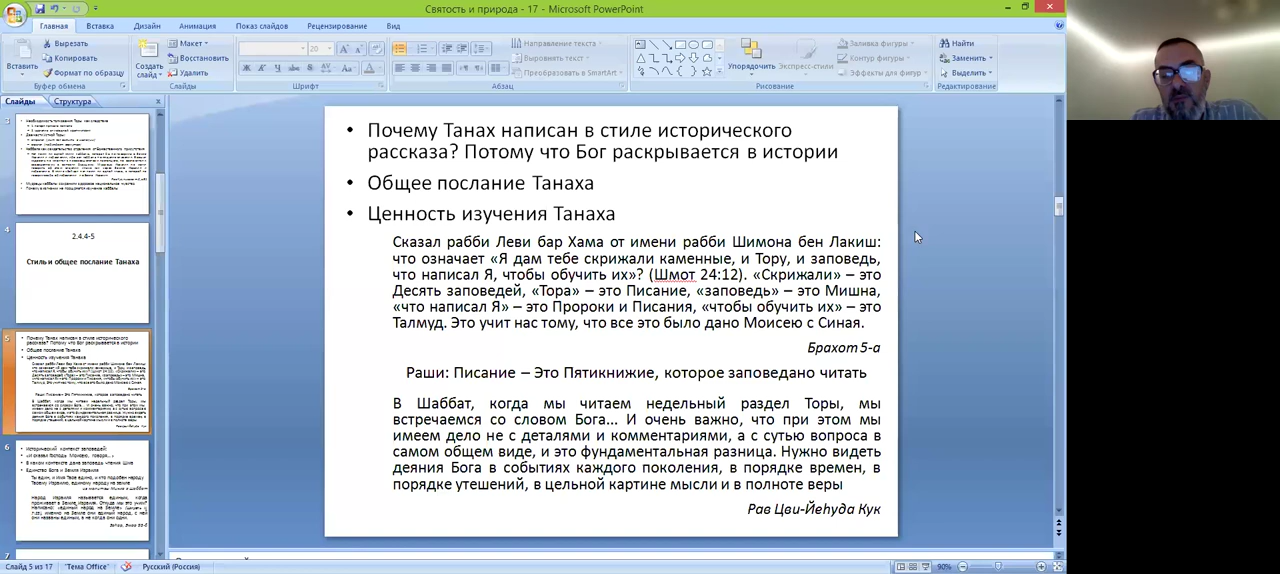 Святость и природа - 17 - Microsoft PowerPoint
Главная Вставка Дизайн Анимация Показ слайдов Рецензирование Вид
Вырезать
Копировать
Формат по образцу
Вставить
Буфер обмена
Создать слайд
Макет
Восстановить
Удалить
Слайды
20
Шрифт
Абзац
Направление текста
Выровнять текст
Преобразовать в SmartArt
Упорядочить
Экспресс-стили
Заливка фигуры
Контур фигуры
Эффекты для фигур
Рисование
Найти
Заменить
Выделить
Редактирование
Слайды Структура
3
4
2.4.4-5
Стиль и общее послание Танаха
5
6
7
• Почему Танах написан в стиле исторического
рассказа? Потому что Бог раскрывается в истории
• Общее послание Танаха
• Ценность изучения Танаха
Сказал рабби Леви бар Хама от имени рабби Шимона бен Лакиш:
что означает «Я дам тебе скрижали каменные, и Тору, и заповедь,
что написал Я, чтобы обучить их»? (Шмот 24:12). «Скрижали» – это
Десять заповедей, «Тора» – это Писание, «заповедь» – это Мишна,
«что написал Я» – это Пророки и Писания, «чтобы обучить их» – это
Талмуд. Это учит нас тому, что все это было дано Моисею с Синая.
Брахот 5-а
Раши: Писание – Это Пятикнижие, которое заповедано читать
В Шаббат, когда мы читаем недельный раздел Торы, мы
встречаемся со словом Бога... И очень важно, что при этом мы
имеем дело не с деталями и комментариями, а с сутью вопроса в
самом общем виде, и это фундаментальная разница. Нужно видеть
деяния Бога в событиях каждого поколения, в порядке времен, в
порядке утешений, в цельной картине мысли и в полноте веры
Рав Цви-Йеһуда Кук
Слайд 5 из 17 "Тема Office" Русский (Россия) 90%